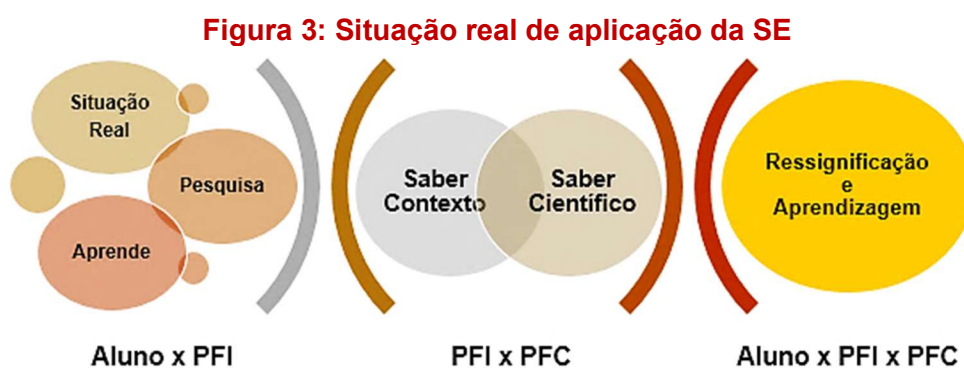 Figura 3: Situação real de aplicação da SE
Situação
Real
Pesquisa
Aprende
Saber
Contexto
Saber
Científico
Ressignificação
e
Aprendizagem
Aluno x PFI
PFI x PFC
Aluno x PFI x PFC